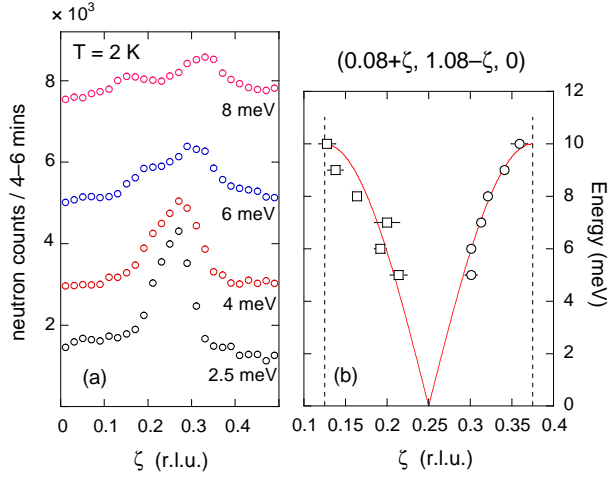 × 10³
T = 2 K
8 meV
6 meV
4 meV
2.5 meV
(a)
neutron counts / 4–6 mins
8
6
4
2
0 0.1 0.2 0.3 0.4
ζ (r.l.u.)
(0.08+ζ, 1.08−ζ, 0)
12
10
8
6
4
2
0
Energy (meV)
(b)
0.1 0.15 0.2 0.25 0.3 0.35 0.4
ζ (r.l.u.)